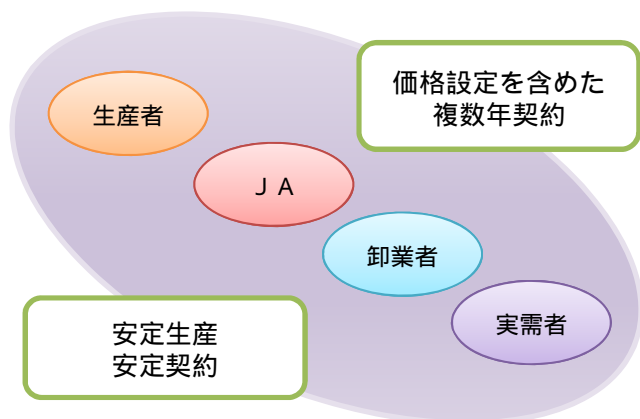 価格設定を含めた
複数年契約
生産者
ＪＡ
卸業者
実需者
安定生産
安定契約